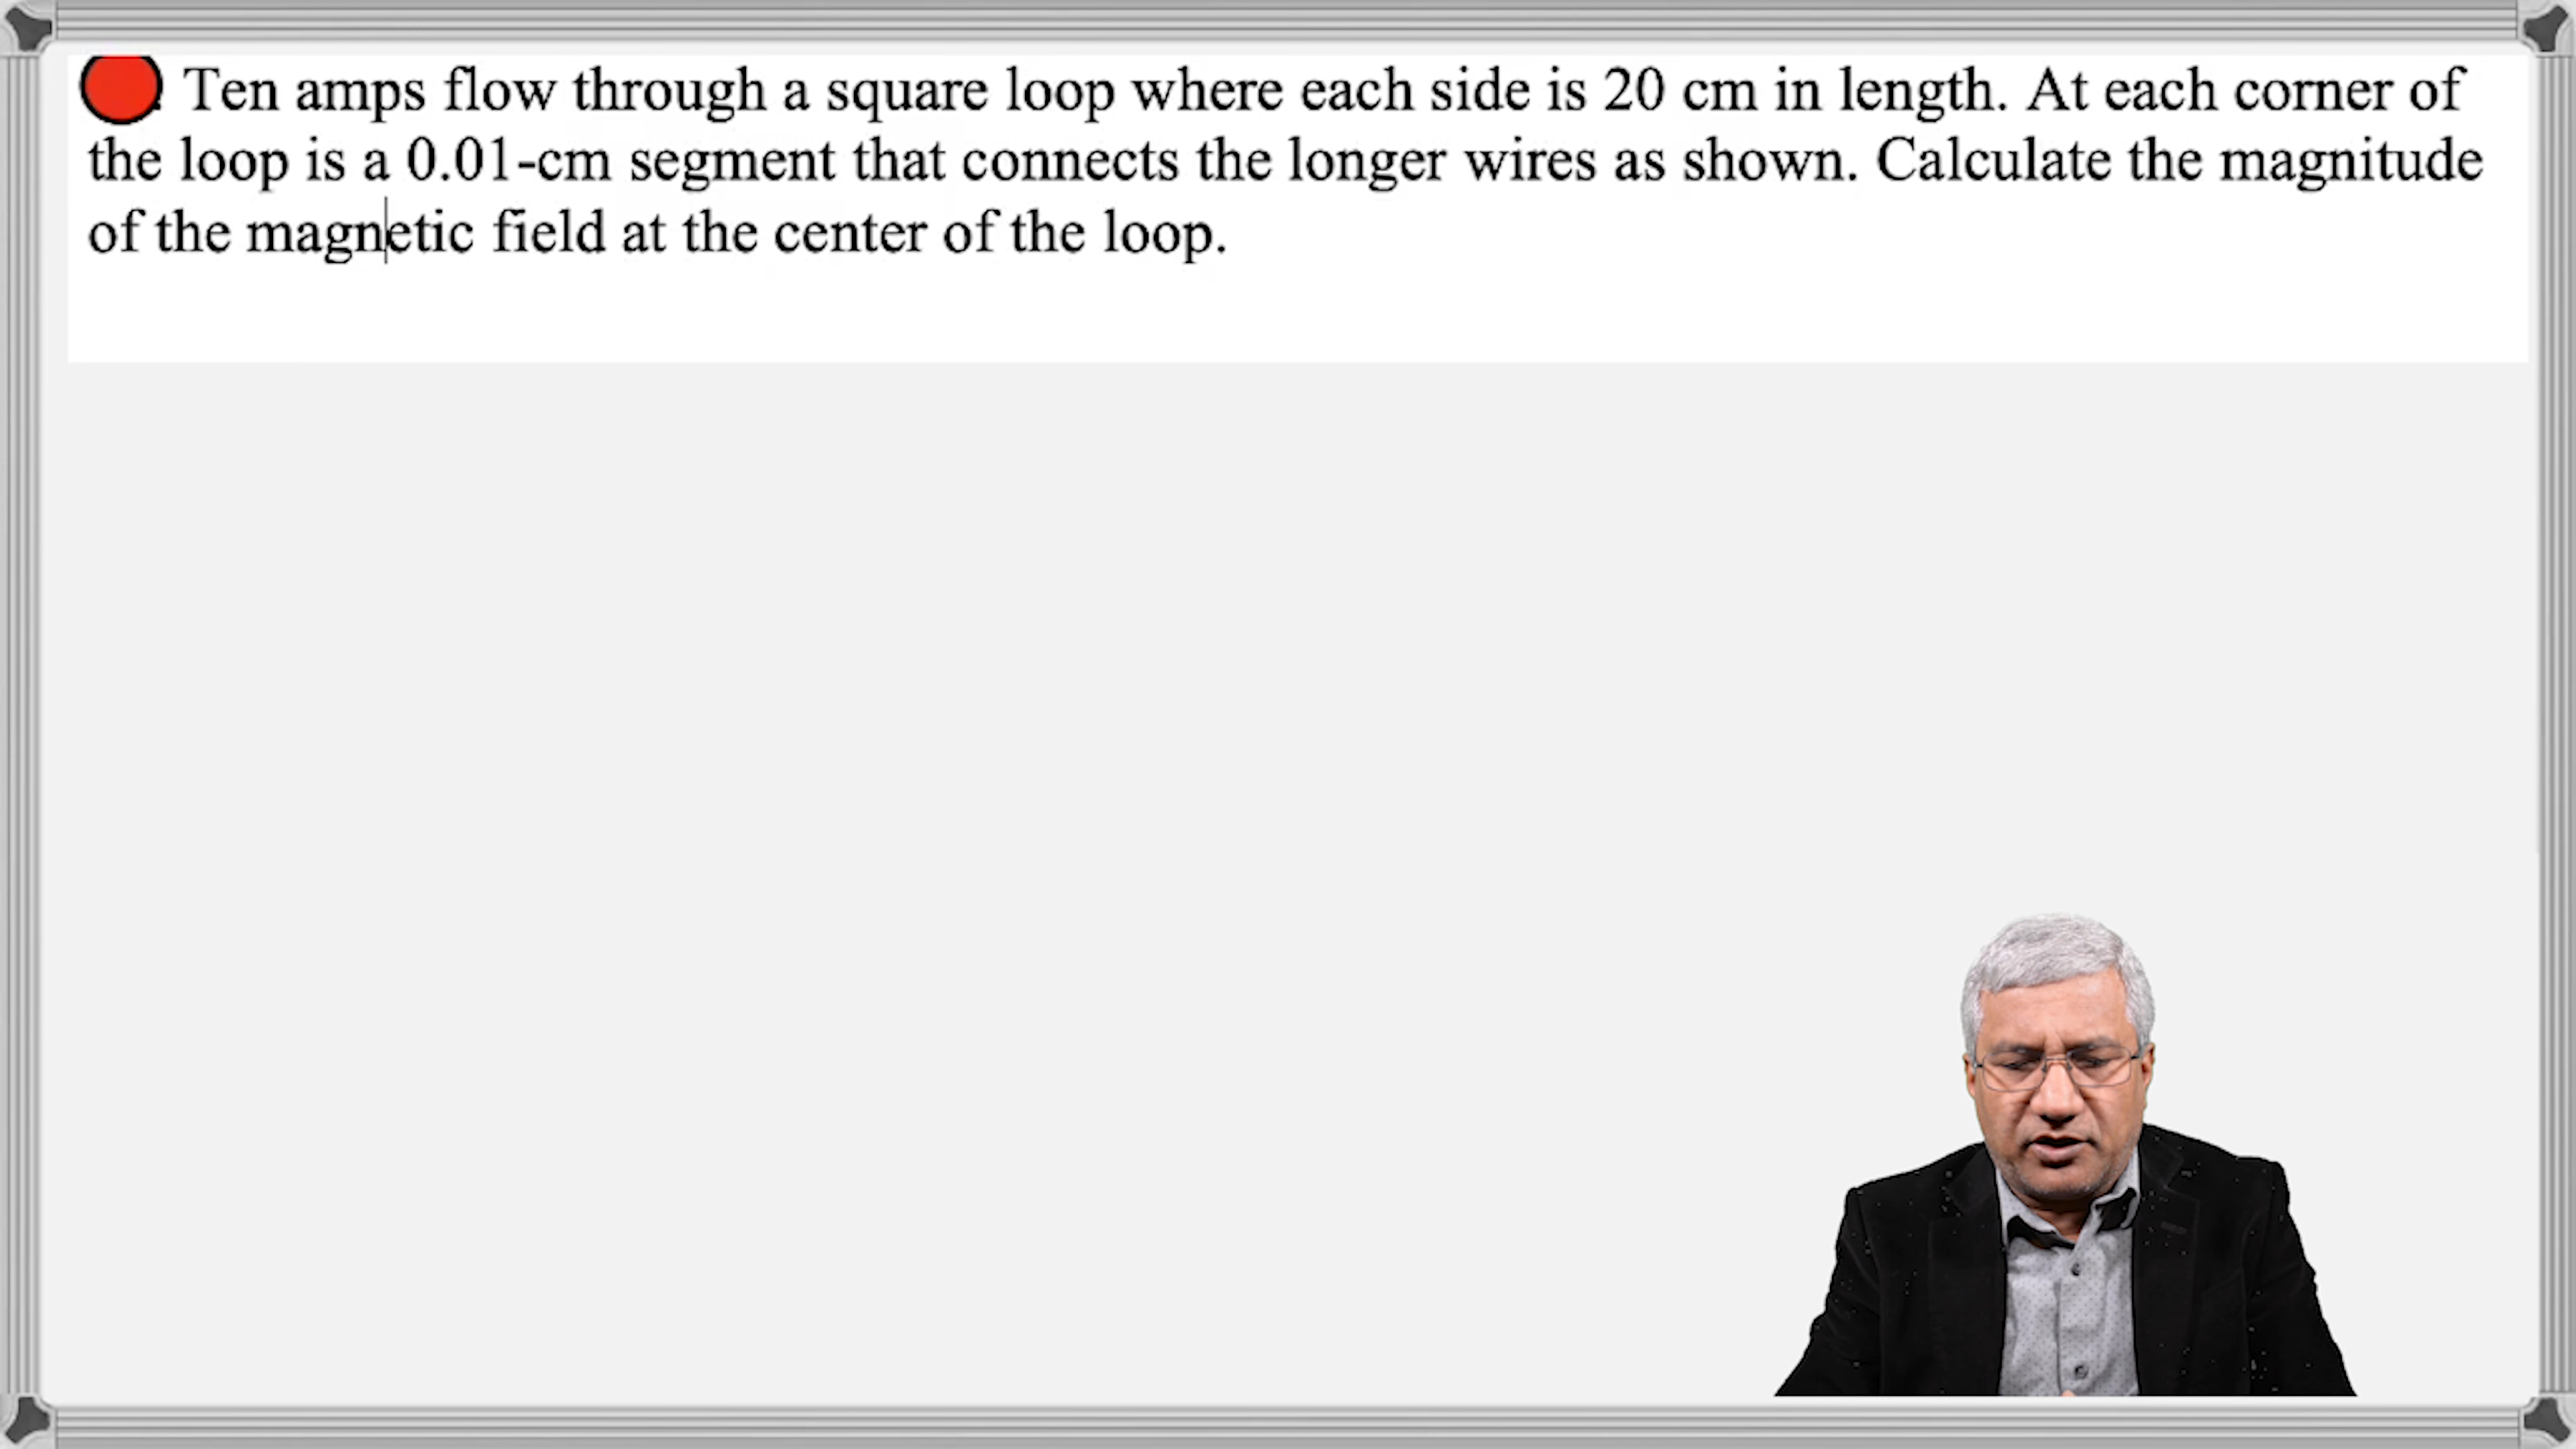 Ten amps flow through a square loop where each side is 20 cm in length. At each corner of
the loop is a 0.01-cm segment that connects the longer wires as shown. Calculate the magnitude
of the magnetic field at the center of the loop.